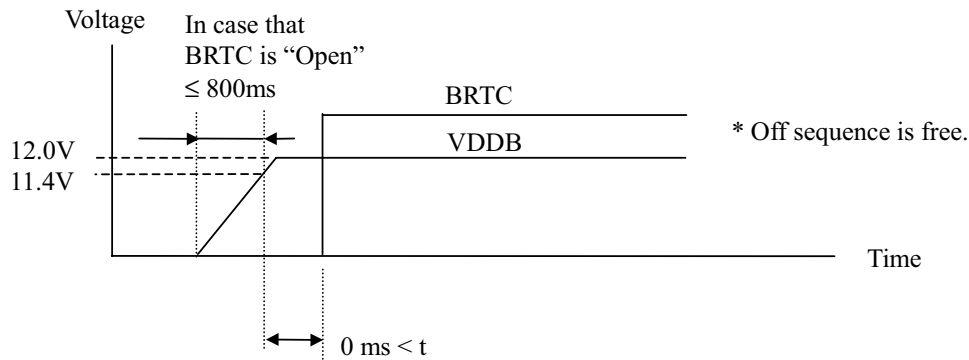 Voltage
In case that
BRTC is “Open”
≤ 800ms
BRTC
* Off sequence is free.
VDDB
12.0V
11.4V
Time
0 ms < t